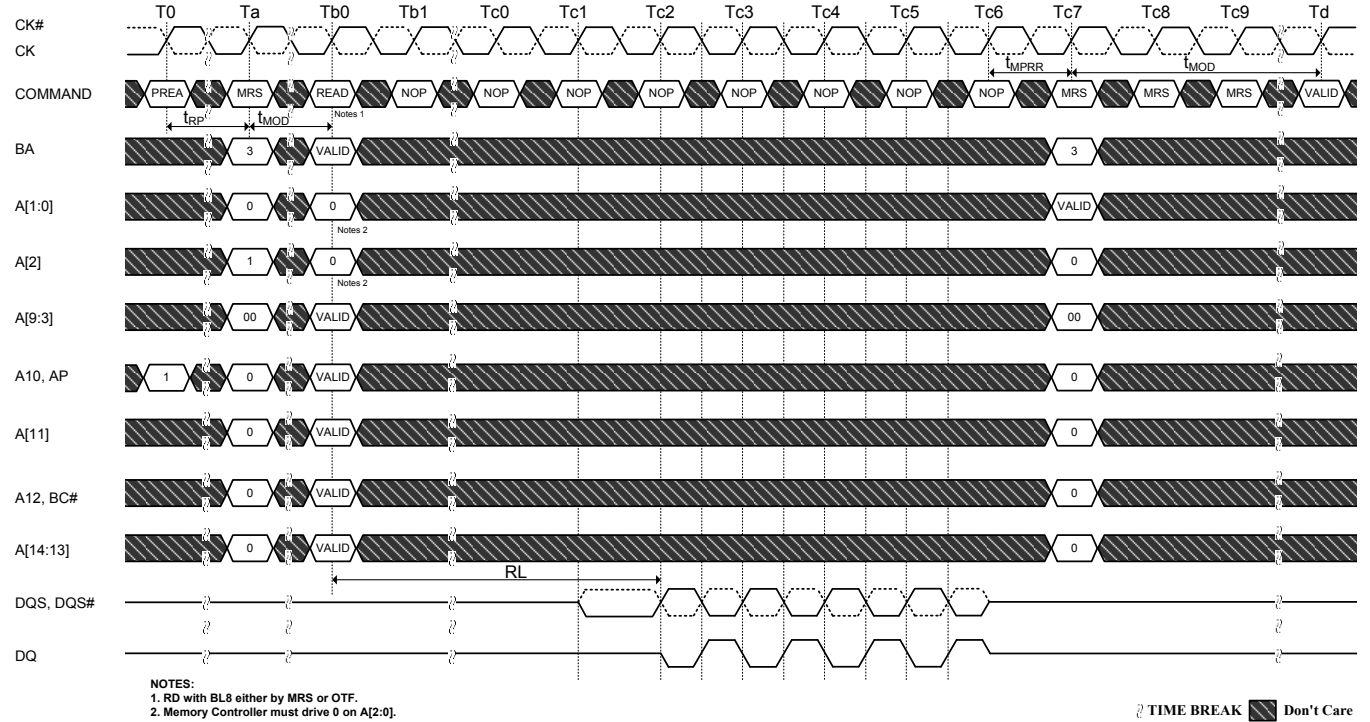 T0 Ta Tb0 Tb1 Tc0 Tc1 Tc2 Tc3 Tc4 Tc5 Tc6 Tc7 Tc8 Tc9 Td
CK#
CK
tMPRR tMOD
COMMAND PREA MRS READ NOP NOP NOP NOP NOP NOP NOP NOP MRS MRS MRS VALID
tRP tMOD Notes 1
BA 3 VALID 3
A[1:0] 0 0 VALID
Notes 2
A[2] 1 0 0
Notes 2
A[9:3] 00 VALID 00
A10, AP 1 0 VALID 0
A[11] 0 VALID 0
A12, BC# 0 VALID 0
A[14:13] 0 VALID 0
RL
DQS, DQS#
DQ
NOTES:
1. RD with BL8 either by MRS or OTF.
2. Memory Controller must drive 0 on A[2:0].
TIME BREAK Don't Care